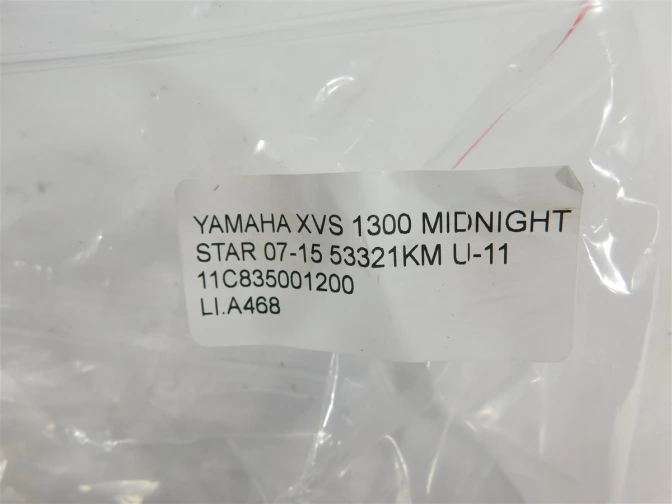 YAMAHA XVS 1300 MIDNIGHT
STAR 07-15 53321KM U-11
11C835001200
LI.A468